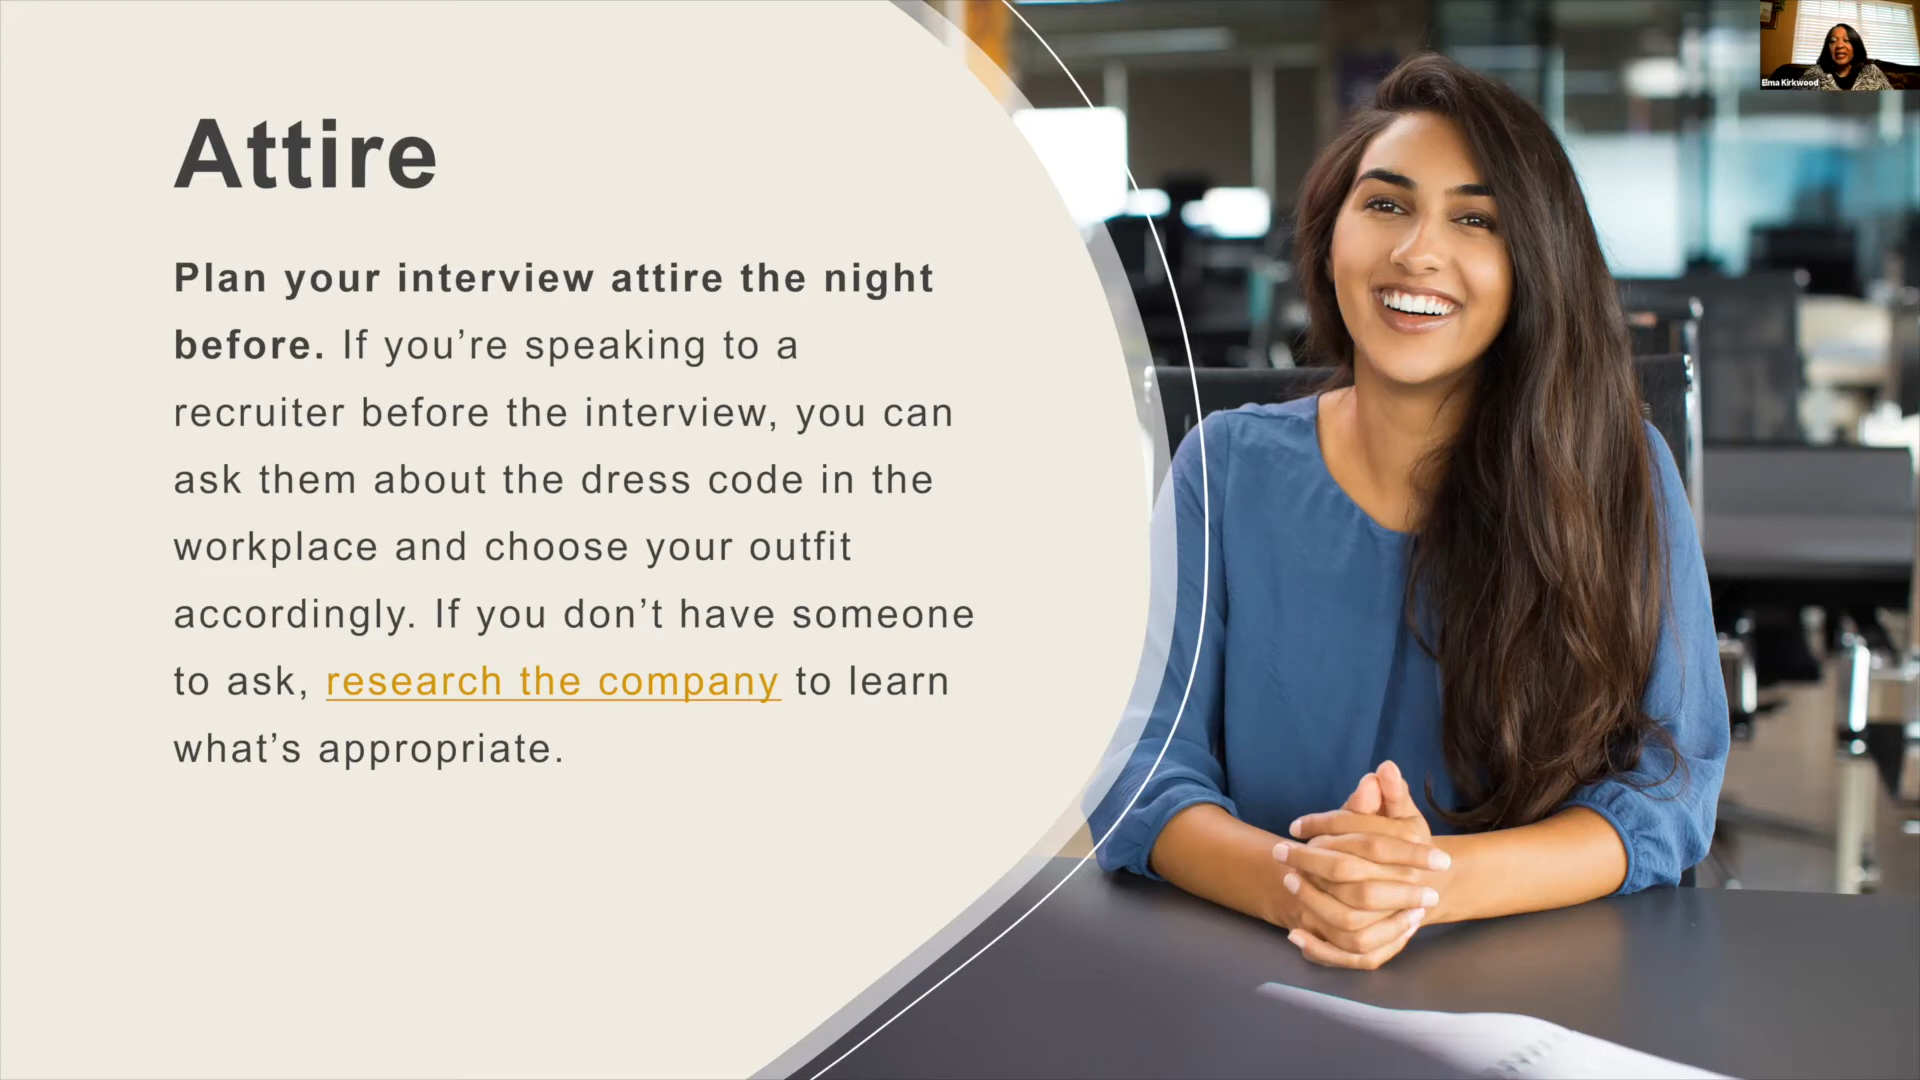 Attire
Plan your interview attire the night
before. If you’re speaking to a
recruiter before the interview, you can
ask them about the dress code in the
workplace and choose your outfit
accordingly. If you don’t have someone
to ask, research the company to learn
what’s appropriate.
Elma Kirkwood